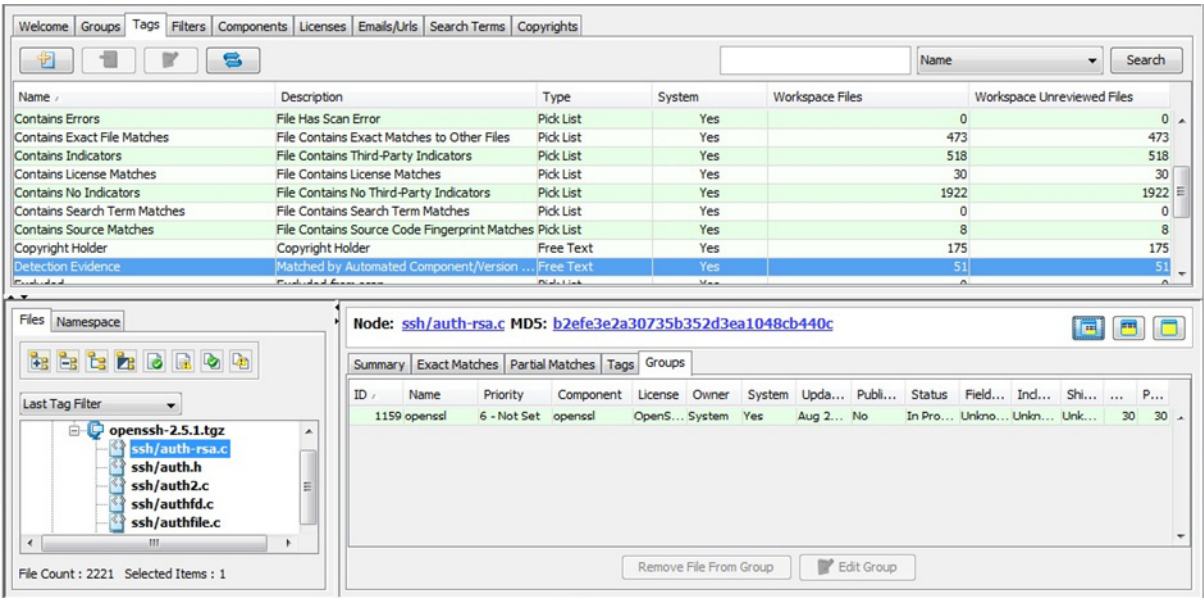 Welcome Groups Tags Filters Components Licenses Emails/Urls Search Terms Copyrights
Name Search
Name Description Type System Workspace Files Workspace Unreviewed Files
Contains Errors File Has Scan Error Pick List Yes 0 0
Contains Exact File Matches File Contains Exact Matches to Other Files Pick List Yes 473 473
Contains Indicators File Contains Third-Party Indicators Pick List Yes 518 518
Contains License Matches File Contains License Matches Pick List Yes 30 30
Contains No Indicators File Contains No Third-Party Indicators Pick List Yes 1922 1922
Contains Search Term Matches File Contains Search Term Matches Pick List Yes 0 0
Contains Source Matches File Contains Source Code Fingerprint Matches Pick List Yes 8 8
Copyright Holder Copyright Holder Free Text Yes 175 175
Detection Evidence Matched by Automated Component/Version ... Free Text Yes 51 51
Excluded Excluded from scan Pick List Yes 0 0
Files Namespace
Last Tag Filter
openssh-2.5.1.tgz
ssh/auth-rsa.c
ssh/auth.h
ssh/auth2.c
ssh/authfd.c
ssh/authfile.c
File Count : 2221 Selected Items : 1
Node: ssh/auth-rsa.c MD5: b2efe3e2a30735b352d3ea1048cb440c
Summary Exact Matches Partial Matches Tags Groups
ID Name Priority Component License Owner System Upda... Publi... Status Field... Incl... Shi... ... P...
1159 openssl 6 - Not Set openssl OpenS... System Yes Aug 2... No In Pro... Unkno... Unkn... Unk... 30 30
Remove File From Group Edit Group